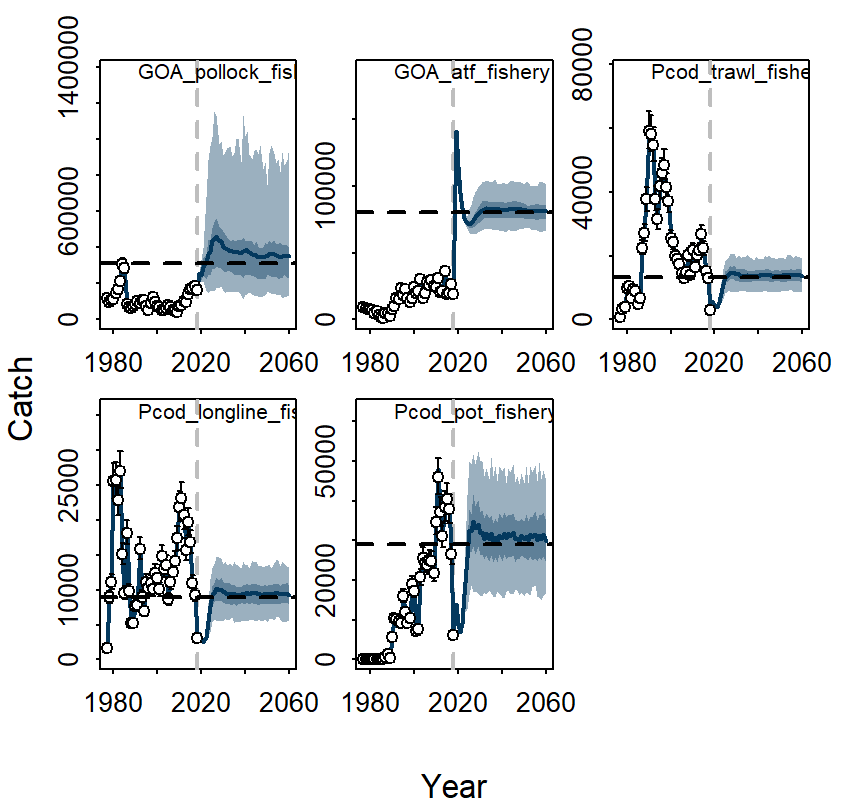 GOA_pollock_fis
GOA_atf_fishery
Pcod_trawl_fishe
1400000
600000
0
100000
0
80000
40000
0
1980 2020 2060
1980 2020 2060
1980 2020 2060
Catch
Pcod_longline_fis
Pcod_pot_fishery
25000
10000
0
50000
20000
0
1980 2020 2060
1980 2020 2060
Year